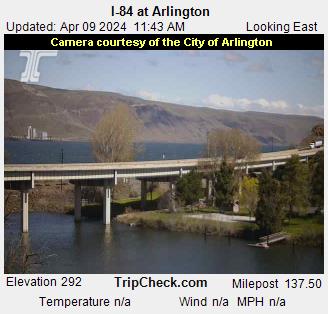 I-84 at Arlington
Updated: Apr 09 2024 11:43 AM Looking East
Camera courtesy of the City of Arlington
Elevation 292 TripCheck.com Milepost 137.50
Temperature n/a Wind n/a MPH n/a